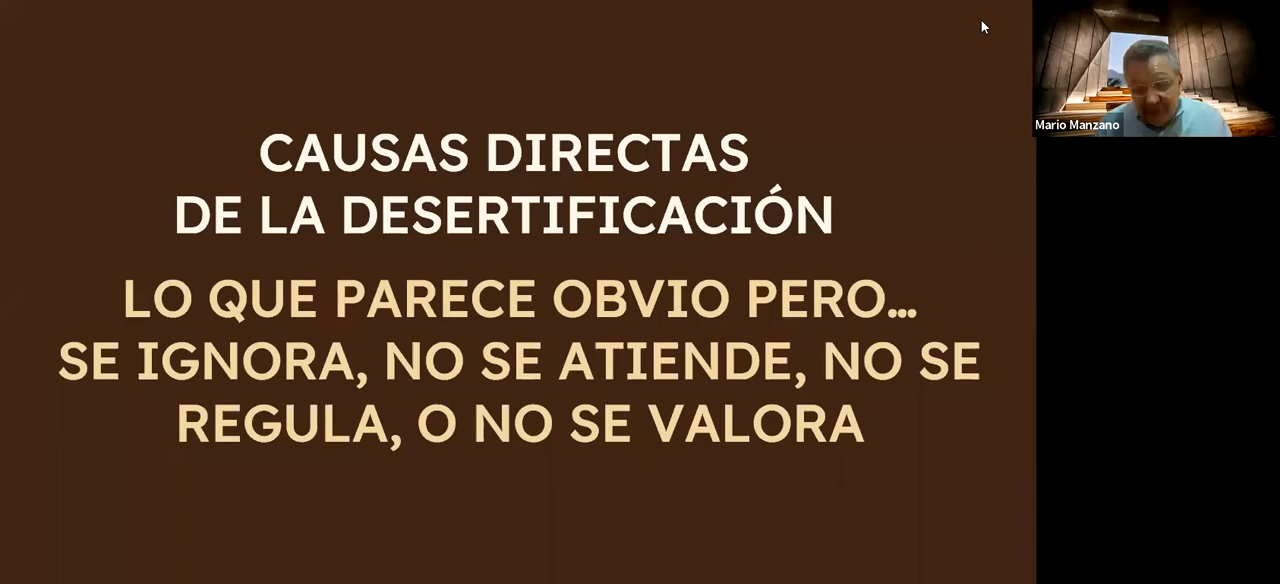 CAUSAS DIRECTAS
DE LA DESERTIFICACIÓN
LO QUE PARECE OBVIO PERO...
SE IGNORA, NO SE ATIENDE, NO SE
REGULA, O NO SE VALORA
Mario Manzano